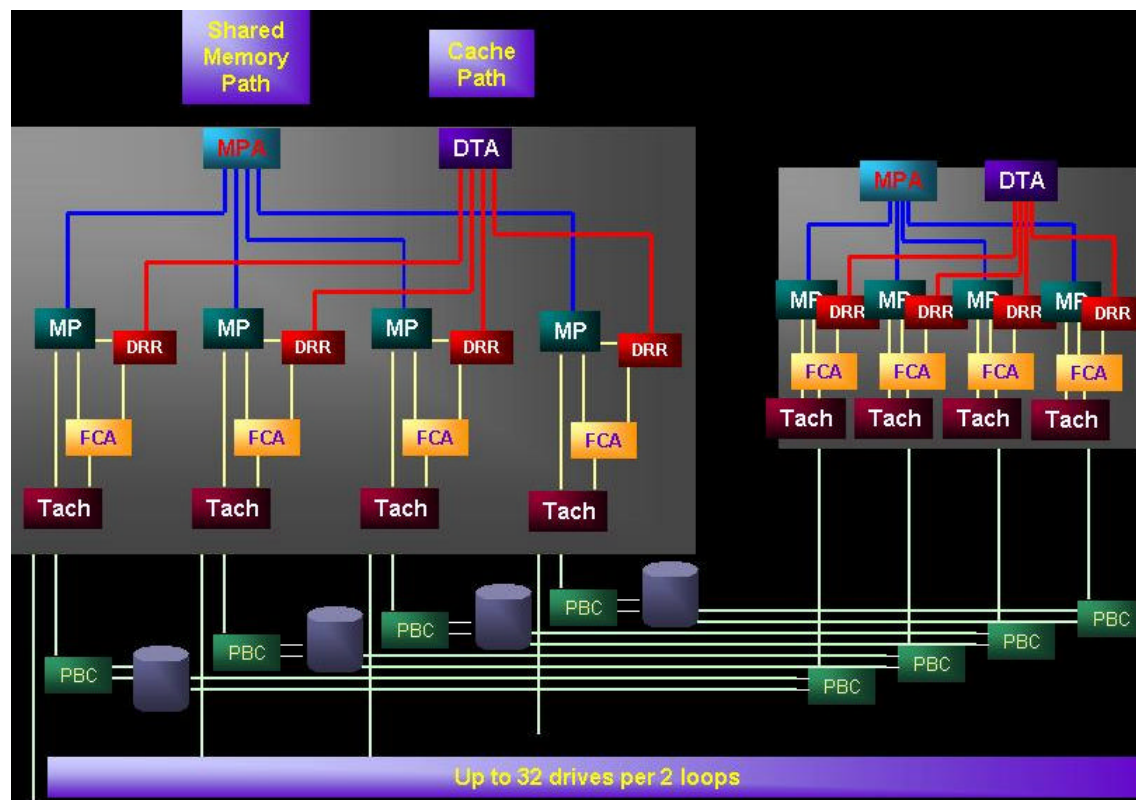 Shared
Memory
Path
Cache
Path
MPA
DTA
MPA
DTA
MP
DRR
MP
DRR
MP
DRR
MP
DRR
MP
DRR
MP
DRR
MP
DRR
MP
DRR
FCA
FCA
FCA
FCA
FCA
FCA
FCA
FCA
Tach
Tach
Tach
Tach
Tach
Tach
Tach
Tach
PBC
PBC
PBC
PBC
PBC
PBC
PBC
PBC
Up to 32 drives per 2 loops